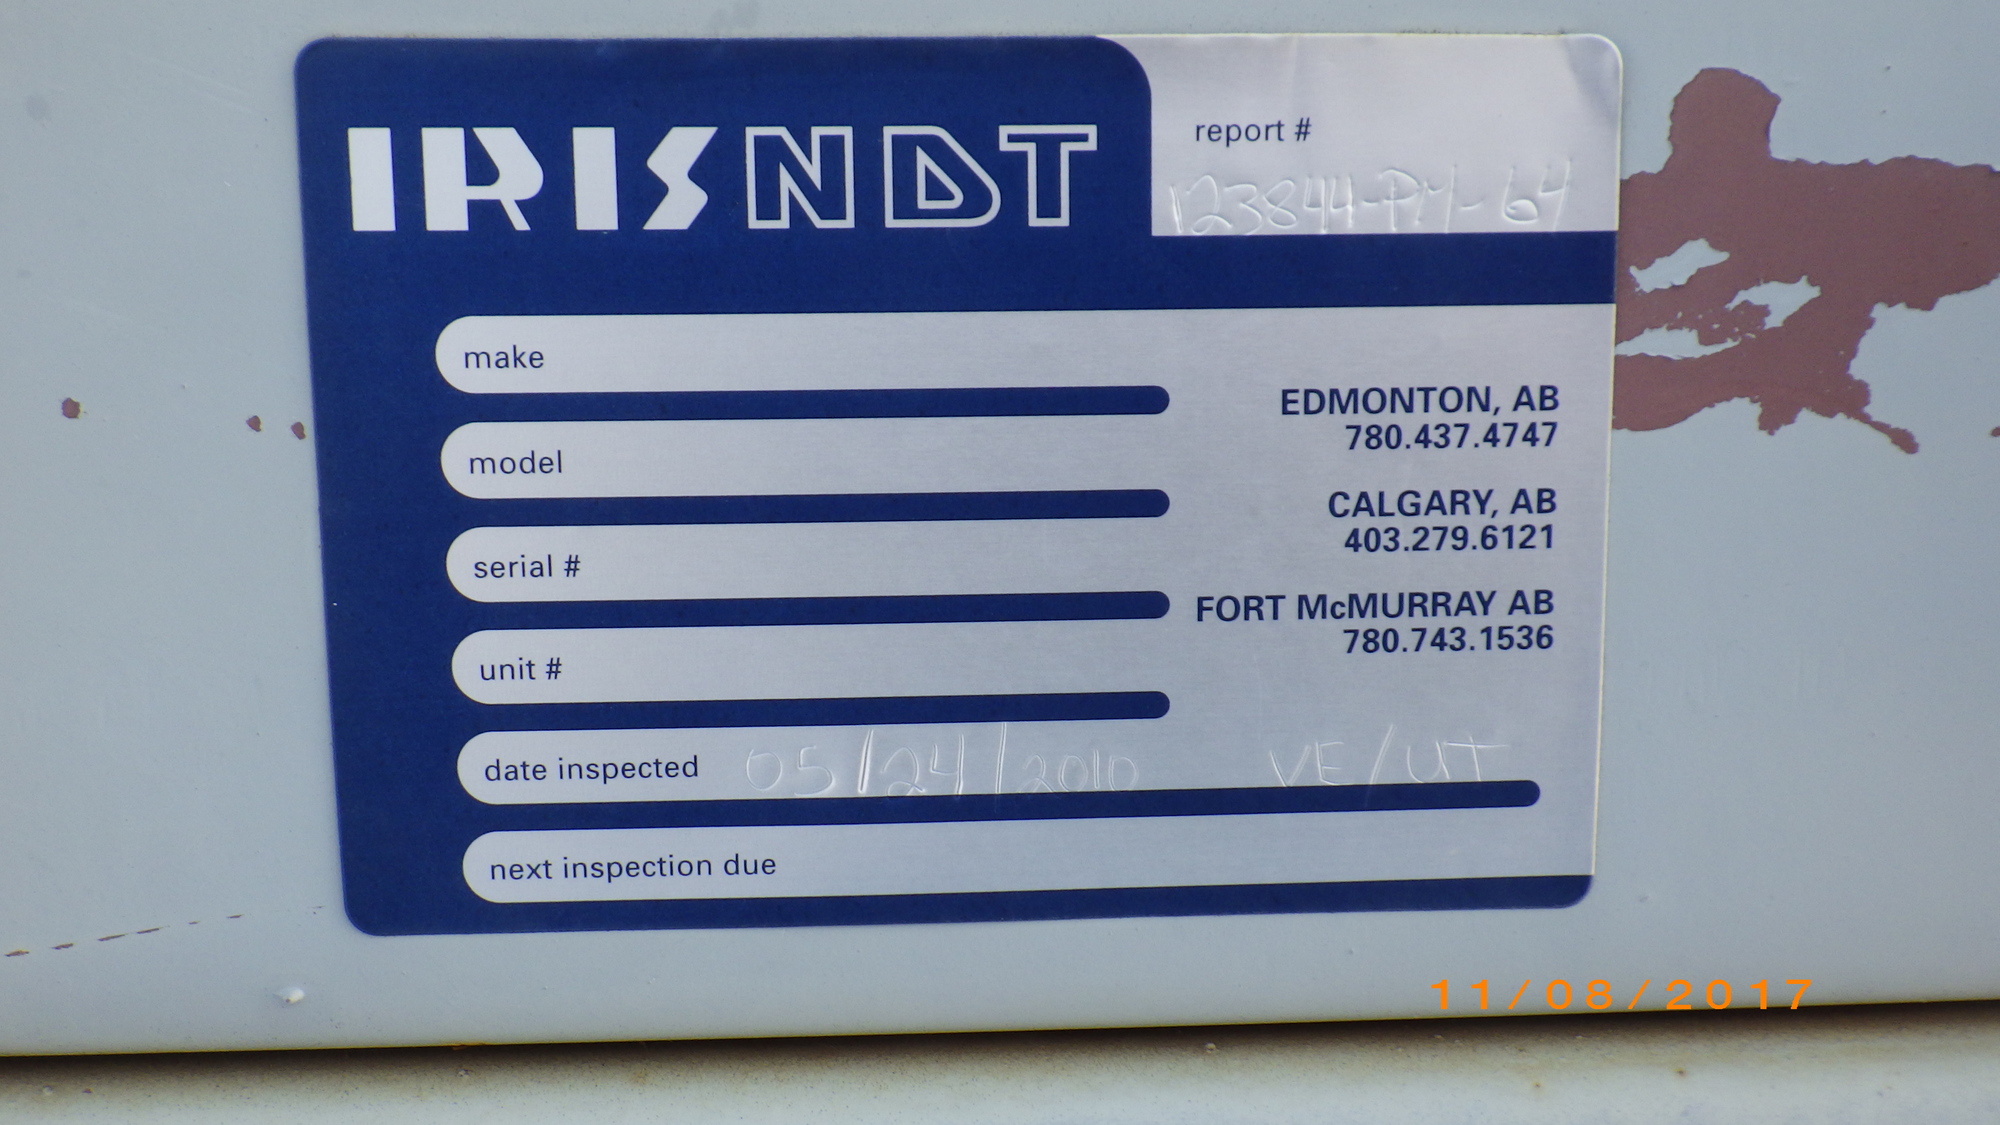 IRISNDT
report #
123844-PM-64
make
model
serial #
unit #
date inspected 05/24/2010 VE/UT
next inspection due
EDMONTON, AB
780.437.4747
CALGARY, AB
403.279.6121
FORT McMURRAY AB
780.743.1536
11/08/2017